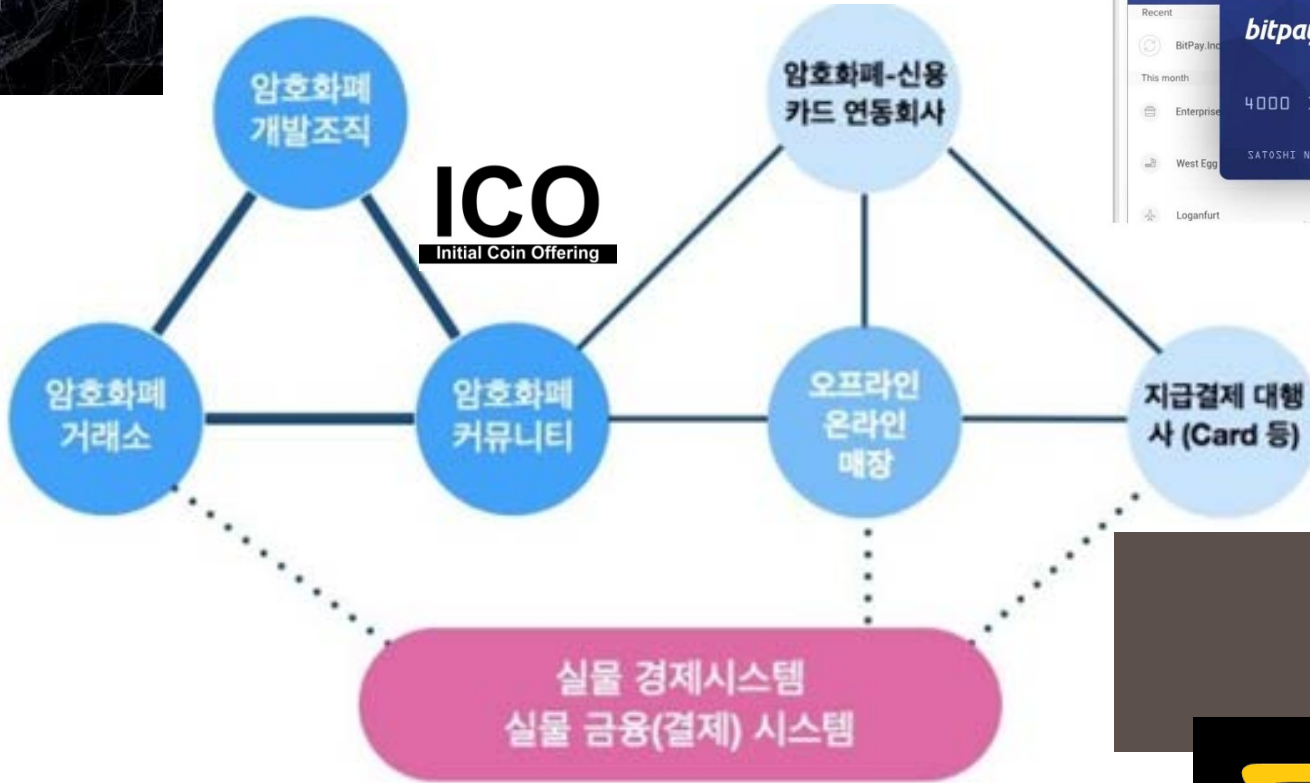 암호화폐
개발조직
ICO
Initial Coin Offering
암호화폐-신용
카드 연동회사
Recent
BitPay.Inc
This month
Enterprise
West Egg
Loganfurt
bitpay
4000
SATOSHI N
암호화폐
거래소
암호화폐
커뮤니티
오프라인
온라인
매장
지급결제 대행
사 (Card 등)
실물 경제시스템
실물 금융(결제) 시스템